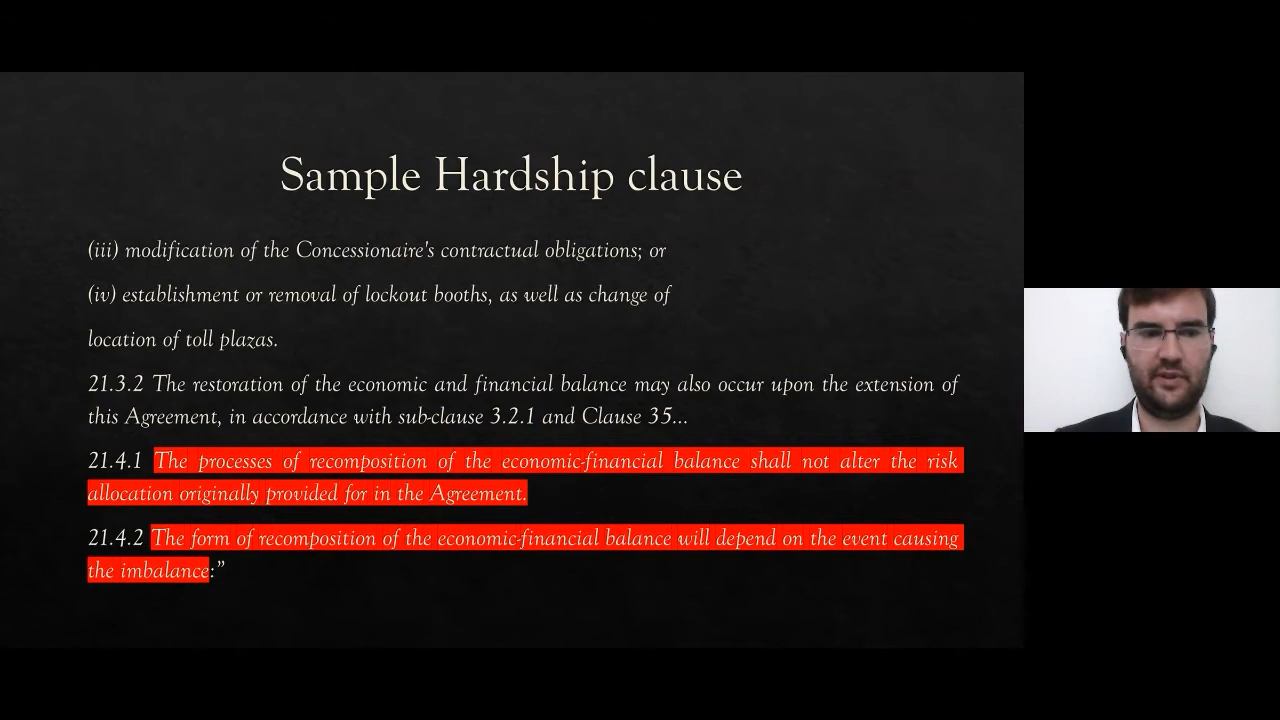 Sample Hardship clause
(iii) modification of the Concessionaire's contractual obligations; or
(iv) establishment or removal of lockout booths, as well as change of
location of toll plazas.
21.3.2 The restoration of the economic and financial balance may also occur upon the extension of
this Agreement, in accordance with sub-clause 3.2.1 and Clause 35...
21.4.1 The processes of recomposition of the economic-financial balance shall not alter the risk
allocation originally provided for in the Agreement.
21.4.2 The form of recomposition of the economic-financial balance will depend on the event causing
the imbalance:”